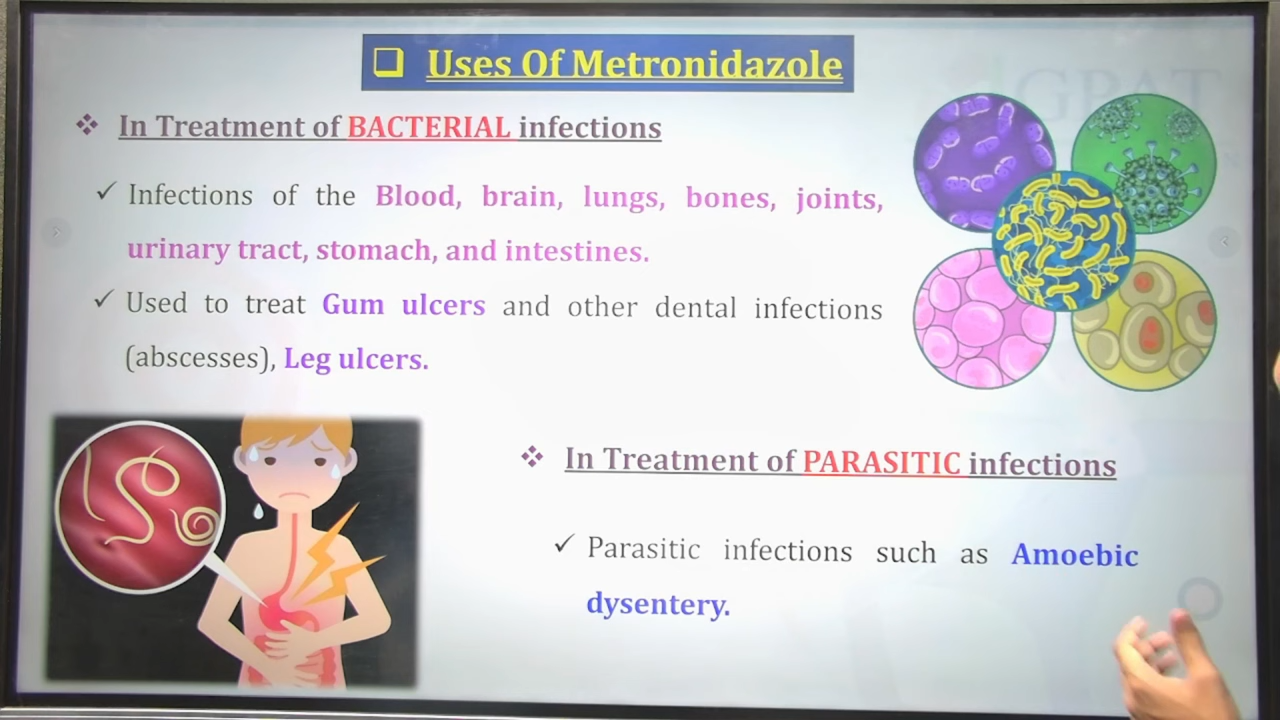 Uses Of Metronidazole
In Treatment of BACTERIAL infections
Infections of the Blood, brain, lungs, bones, joints,
urinary tract, stomach, and intestines.
Used to treat Gum ulcers and other dental infections
(abscesses), Leg ulcers.
In Treatment of PARASITIC infections
Parasitic infections such as Amoebic
dysentery.
GPAT